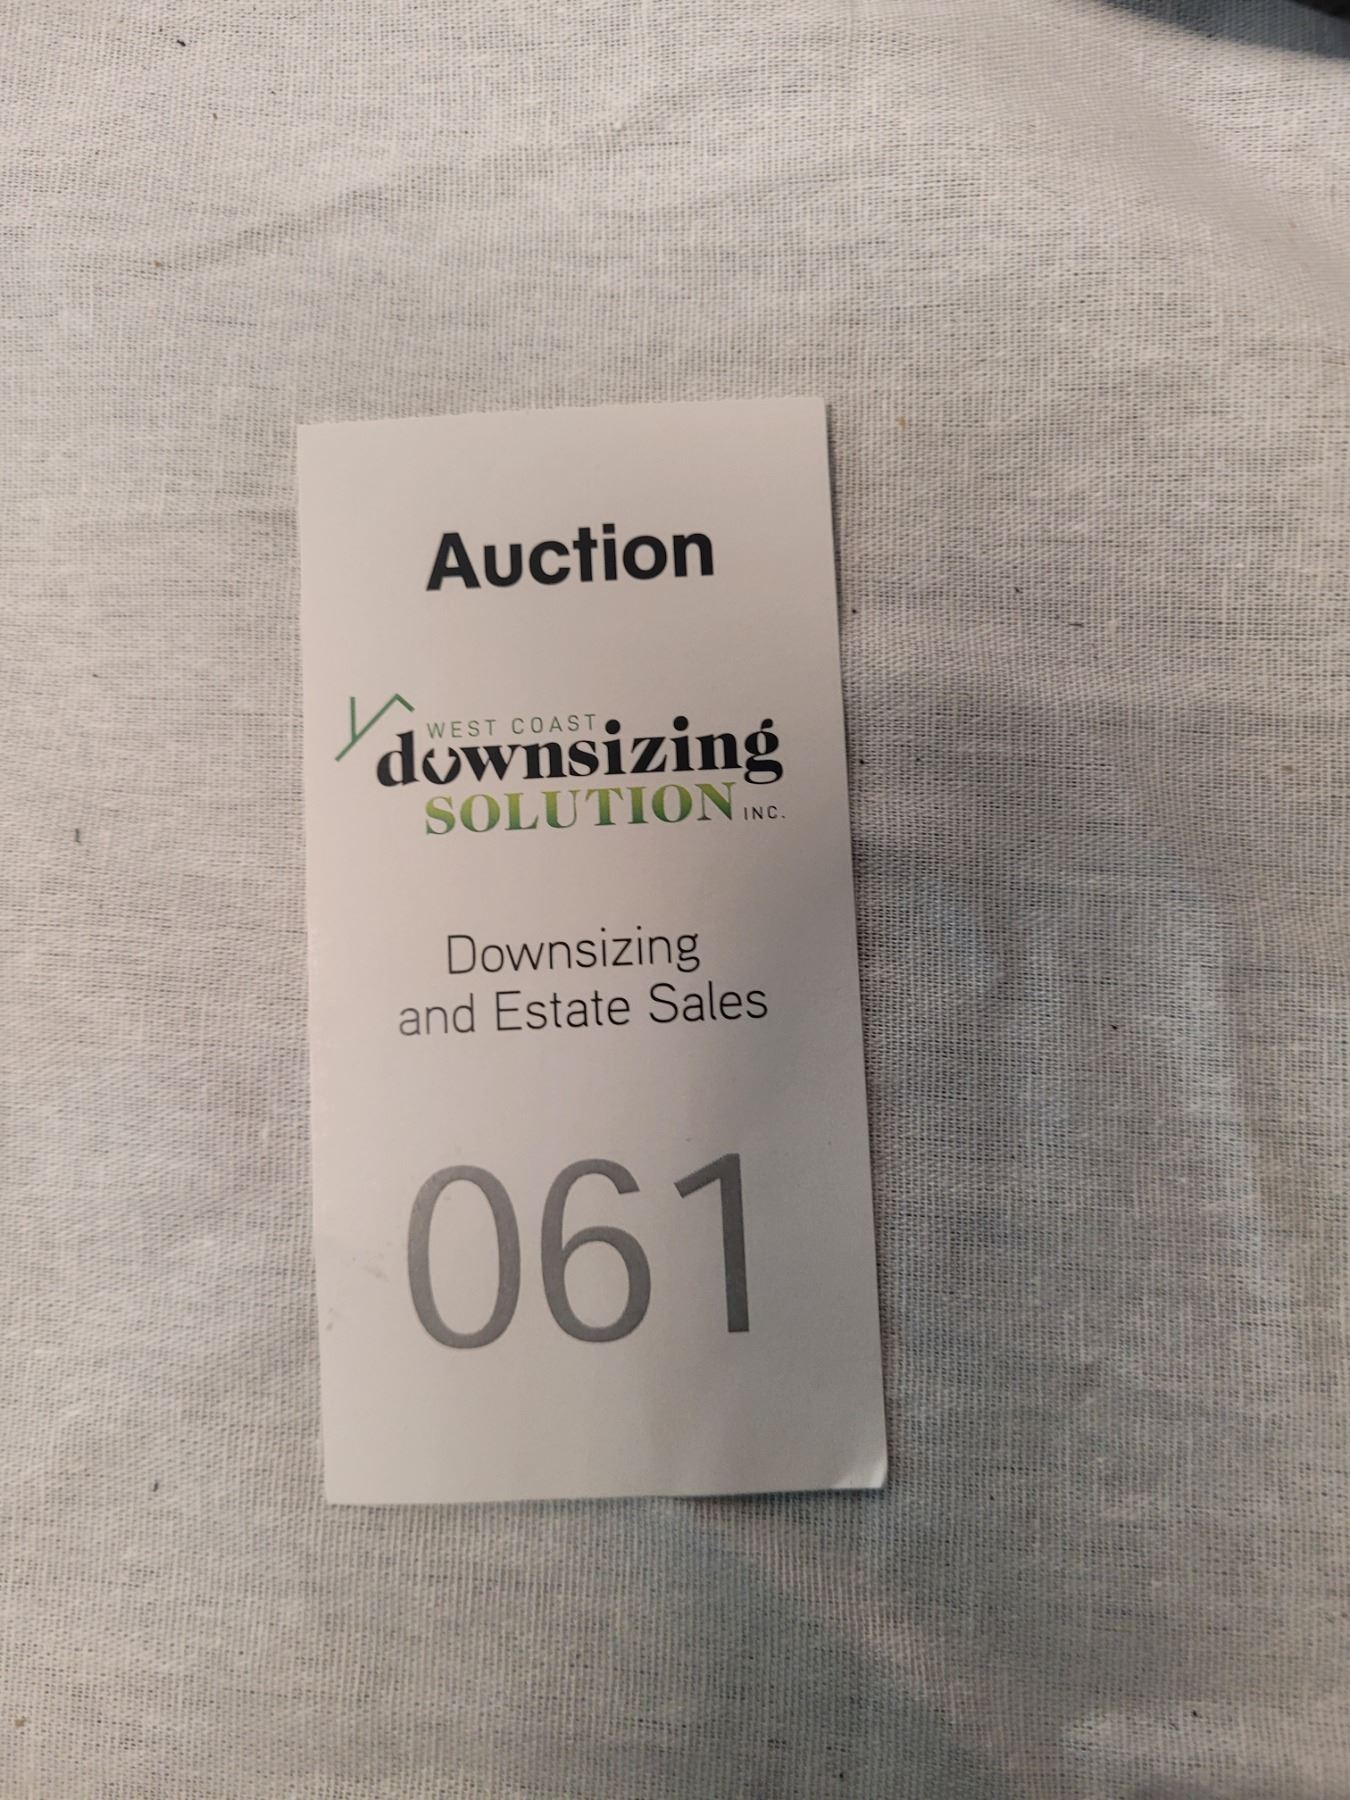 Auction
WEST COAST
downsizing
SOLUTION INC.
Downsizing
and Estate Sales
061